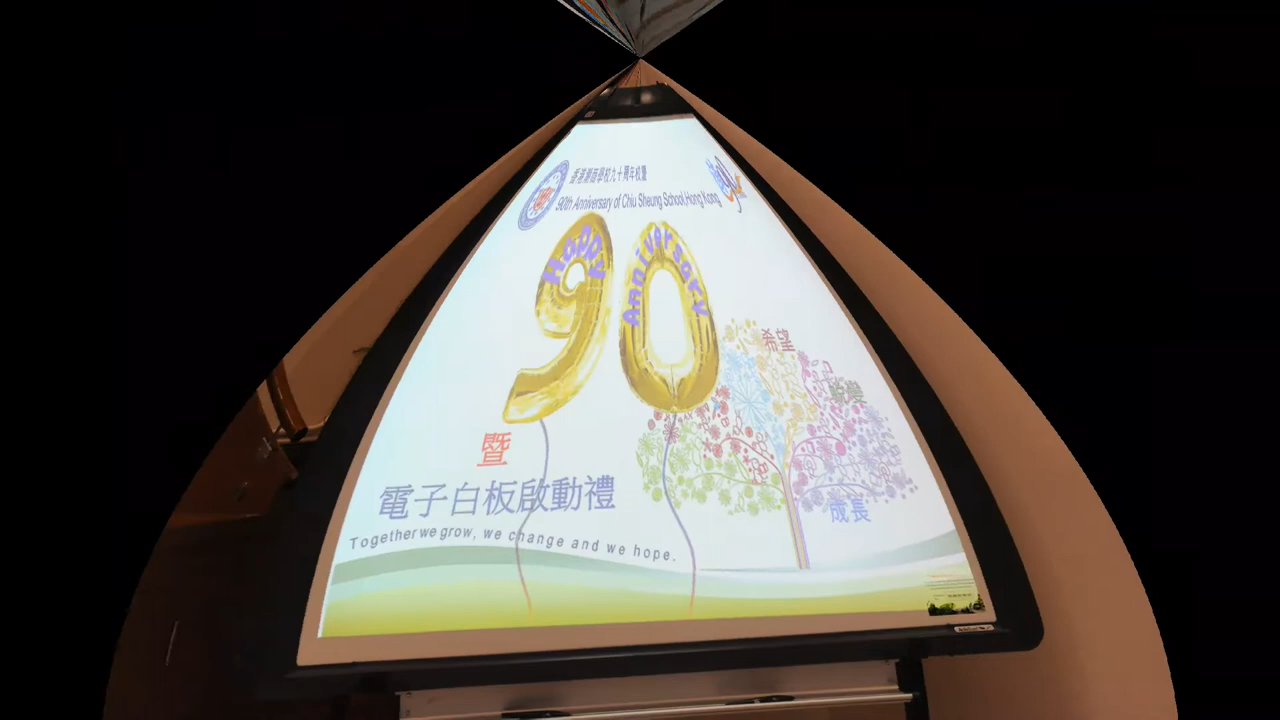 香港潮商學校九十周年校慶
90th Anniversary of Chiu Sheung School,Hong Kong
Happy
Anniversary
希望
蛻變
成長
暨
電子白板啟動禮
Together we grow, we change and we hope.